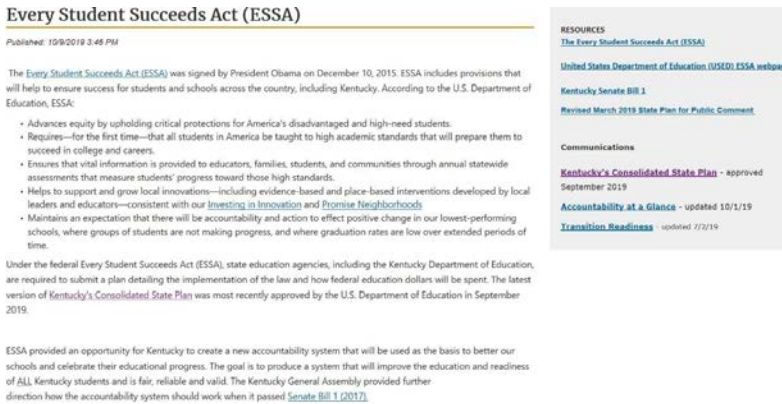 Every Student Succeeds Act (ESSA)
Published: 10/9/2019 3:46 PM
The Every Student Succeeds Act (ESSA) was signed by President Obama on December 10, 2015. ESSA includes provisions that
will help to ensure success for students and schools across the country, including Kentucky. According to the U.S. Department of
Education, ESSA:
• Advances equity by upholding critical protections for America's disadvantaged and high-need students.
• Requires—for the first time—that all students in America be taught to high academic standards that will prepare them to
succeed in college and careers.
• Ensures that vital information is provided to educators, families, students, and communities through annual statewide
assessments that measure students' progress toward those high standards.
• Helps to support and grow local innovations—including evidence-based and place-based interventions developed by local
leaders and educators—consistent with our Investing in Innovation and Promise Neighborhoods
• Maintains an expectation that there will be accountability and action to effect positive change in our lowest-performing
schools, where groups of students are not making progress, and where graduation rates are low over extended periods of
time.
Under the federal Every Student Succeeds Act (ESSA), state education agencies, including the Kentucky Department of Education,
are required to submit a plan detailing the implementation of the law and how federal education dollars will be spent. The latest
version of Kentucky's Consolidated State Plan was most recently approved by the U.S. Department of Education in September
2019.
ESSA provided an opportunity for Kentucky to create a new accountability system that will be used as the basis to better our
schools and celebrate their educational progress. The goal is to produce a system that will improve the education and readiness
of ALL Kentucky students and is fair, reliable and valid. The Kentucky General Assembly provided further
direction how the accountability system should work when it passed Senate Bill 1 (2017).
RESOURCES
The Every Student Succeeds Act (ESSA)
United States Department of Education (USED) ESSA webpa
Kentucky Senate Bill 1
Revised March 2019 State Plan for Public Comment
Communications
Kentucky's Consolidated State Plan - approved
September 2019
Accountability at a Glance - updated 10/1/19
Transition Readiness - updated 7/2/19